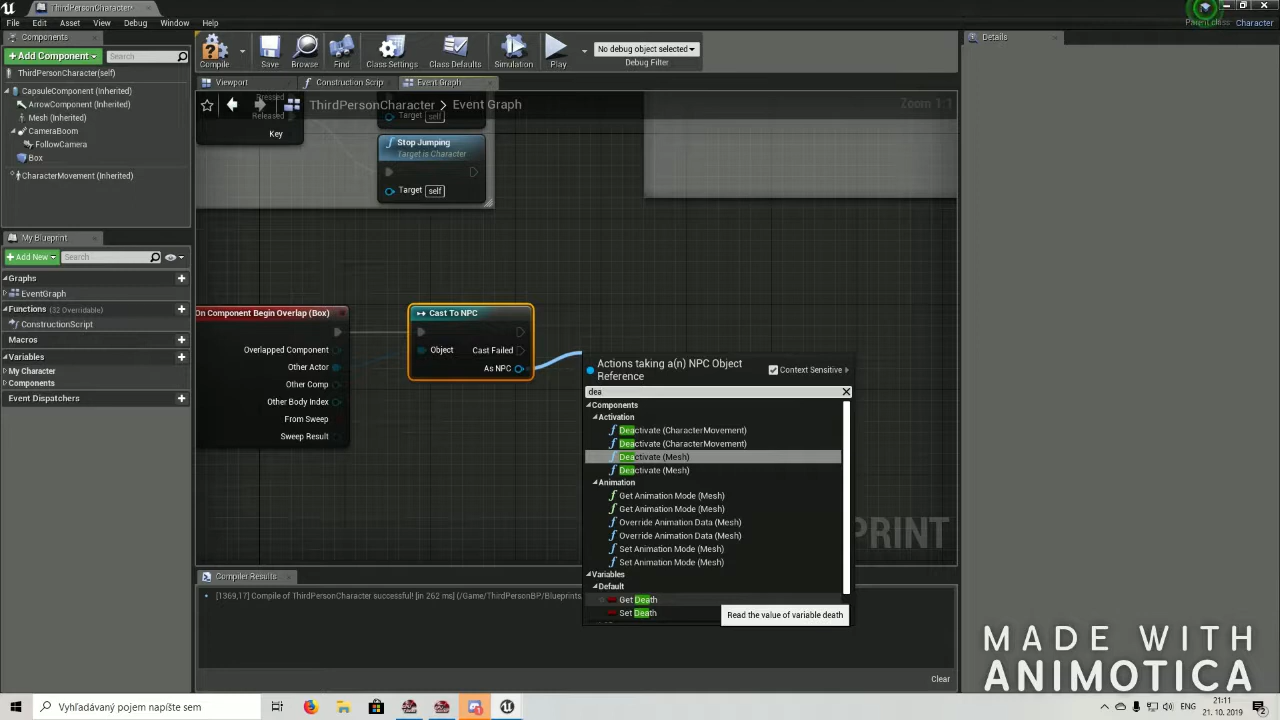 ThirdPersonCharacter*
File Edit Asset View Debug Window Help
Parent class: Character
Components
Add Component
Search
ThirdPersonCharacter(self)
CapsuleComponent (Inherited)
ArrowComponent (Inherited)
Mesh (Inherited)
CameraBoom
FollowCamera
Box
CharacterMovement (Inherited)
My Blueprint
Add New
Search
Graphs
EventGraph
Functions (32 Overridable)
ConstructionScript
Macros
Variables
My Character
Components
Event Dispatchers
Compile
Save
Browse
Find
Class Settings
Class Defaults
Simulation
Play
No debug object selected
Debug Filter
Viewport
Construction Scrip
Event Graph
ThirdPersonCharacter > Event Graph
Zoom 1:1
Pressed
Released
Key
Target self
Stop Jumping
Target is Character
Target self
On Component Begin Overlap (Box)
Overlapped Component
Other Actor
Other Comp
Other Body Index
From Sweep
Sweep Result
Cast To NPC
Object
Cast Failed
As NPC
Actions taking a(n) NPC Object
Reference
Context Sensitive
dea
Components
Activation
Deactivate (CharacterMovement)
Deactivate (CharacterMovement)
Deactivate (Mesh)
Deactivate (Mesh)
Animation
Get Animation Mode (Mesh)
Get Animation Mode (Mesh)
Override Animation Data (Mesh)
Override Animation Data (Mesh)
Set Animation Mode (Mesh)
Set Animation Mode (Mesh)
Variables
Default
Get Death
Set Death
Read the value of variable death
PRINT
Compiler Results
[1369,17] Compile of ThirdPersonCharacter successful! [in 262 ms] (/Game/ThirdPersonBP/Blueprints
Clear
Details
MADE WITH
ANIMOTICA
Vyhľadávaný pojem napíšte sem
21:11
21. 10. 2019
2